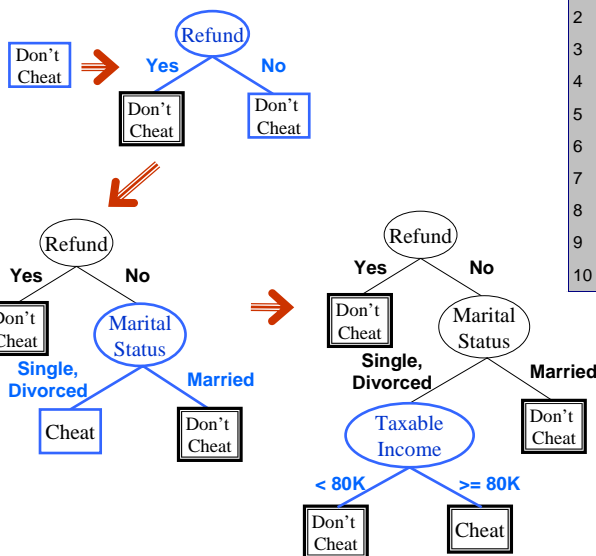 Don't
Cheat
Refund
Yes
No
Don't
Cheat
Don't
Cheat
2
3
4
5
6
7
8
9
10
Refund
Yes
No
Don't
Cheat
Marital
Status
Single,
Divorced
Married
Cheat
Don't
Cheat
Refund
Yes
No
Don't
Cheat
Marital
Status
Single,
Divorced
Married
Taxable
Income
Don't
Cheat
< 80K
>= 80K
Don't
Cheat
Cheat